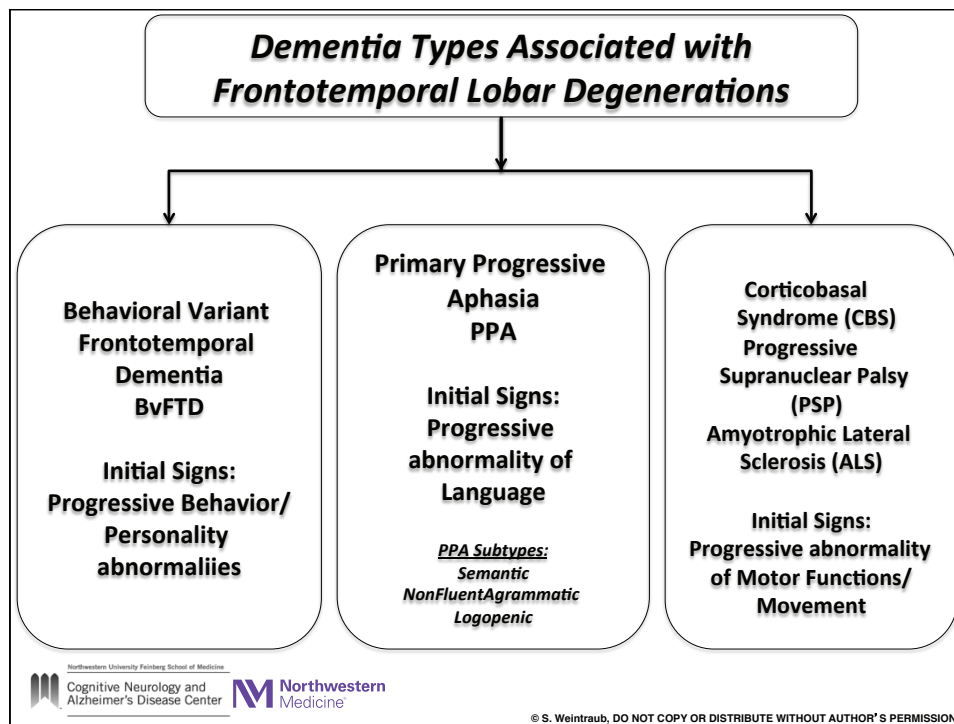 Dementia Types Associated with
Frontotemporal Lobar Degenerations
Behavioral Variant
Frontotemporal
Dementia
BvFTD
Initial Signs:
Progressive Behavior/
Personality
abnormaliies
Primary Progressive
Aphasia
PPA
Initial Signs:
Progressive
abnormality of
Language
PPA Subtypes:
Semantic
NonFluentAgrammatic
Logopenic
Corticobasal
Syndrome (CBS)
Progressive
Supranuclear Palsy
(PSP)
Amyotrophic Lateral
Sclerosis (ALS)
Initial Signs:
Progressive abnormality
of Motor Functions/
Movement
Northwestern University Feinberg School of Medicine
Cognitive Neurology and
Alzheimer's Disease Center
Northwestern
Medicine
© S. Weintraub, DO NOT COPY OR DISTRIBUTE WITHOUT AUTHOR'S PERMISSION